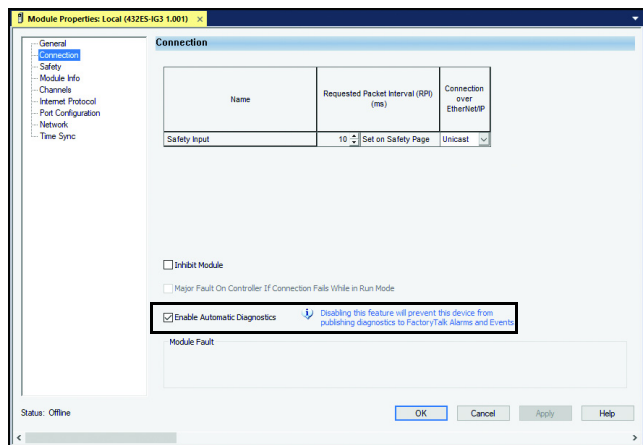 Module Properties: Local (432ES-IG3 1.001) ×
General
Connection
Safety
Module Info
Channels
Internet Protocol
Port Configuration
Network
Time Sync
Connection
Name
Requested Packet Interval (RPI)
(ms)
Connection
over
EtherNet/IP
Safety Input
10
Set on Safety Page
Unicast
Inhibit Module
Major Fault On Controller If Connection Fails While in Run Mode
Enable Automatic Diagnostics
Disabling this feature will prevent this device from
publishing diagnostics to FactoryTalk Alarms and Events
Module Fault
Status: Offline
OK
Cancel
Apply
Help